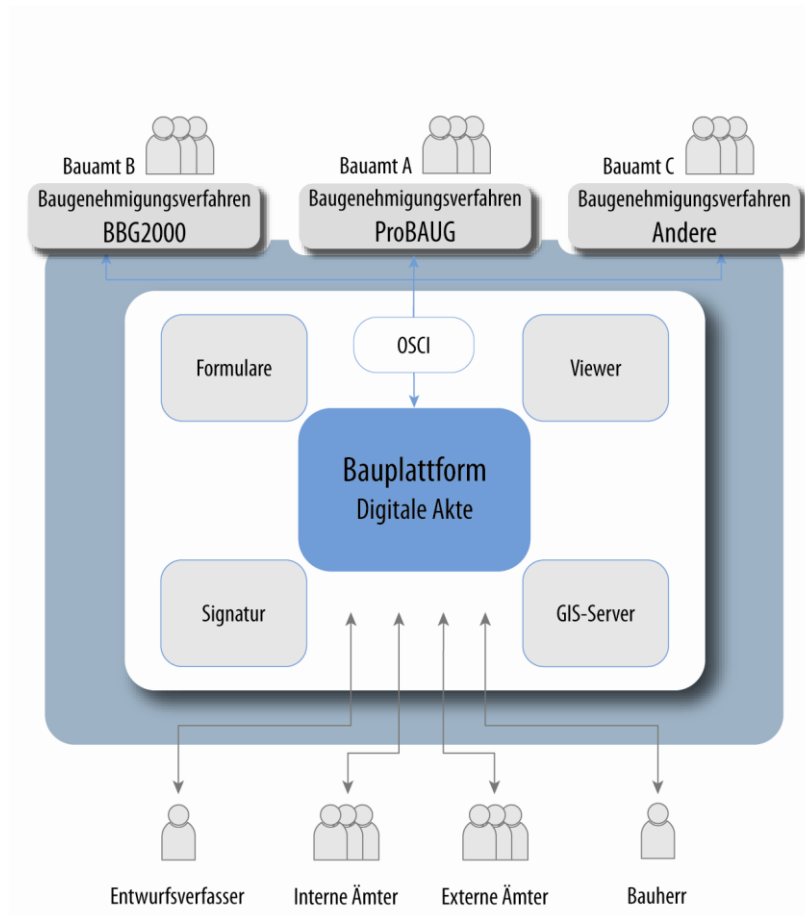 Bauamt B
Bauamt A
Bauamt C
Baugenehmigungsverfahren
BBG2000
Baugenehmigungsverfahren
ProBAUG
Baugenehmigungsverfahren
Andere
Formulare
OSCI
Viewer
Bauplattform
Digitale Akte
Signatur
GIS-Server
Entwurfsverfasser
Interne Ämter
Externe Ämter
Bauherr